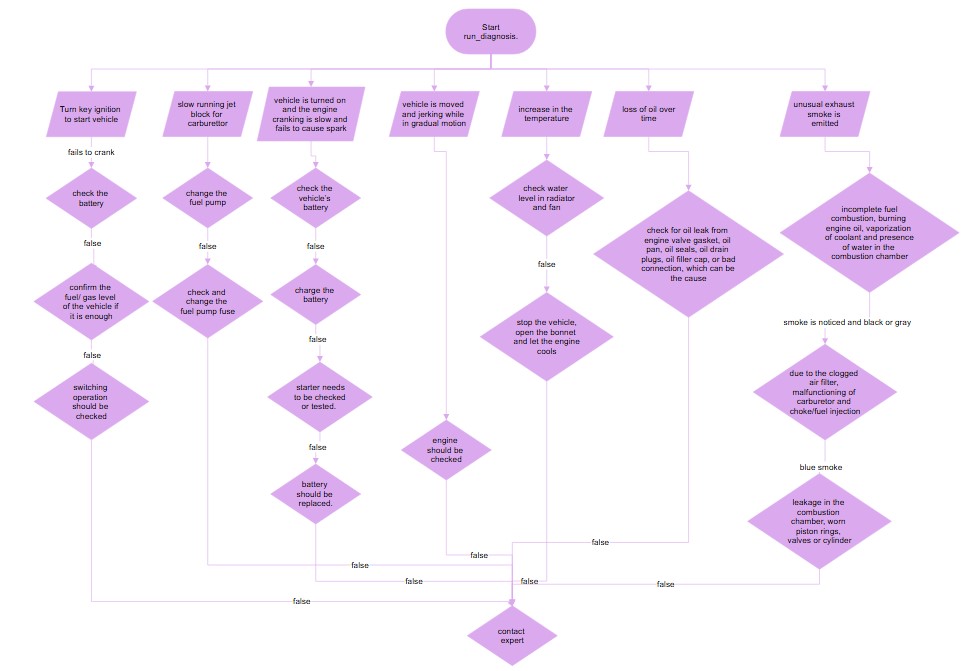 Start
run_diagnosis.
Turn key ignition
to start vehicle
slow running jet
block for
carburettor
vehicle is turned on
and the engine
cranking is slow and
fails to cause spark
vehicle is moved
and jerking while
in gradual motion
increase in the
temperature
loss of oil over
time
unusual exhaust
smoke is
emitted
fails to crank
check the
battery
change the
fuel pump
check the
vehicle's
battery
check water
level in radiator
and fan
check for oil leak from
engine valve gasket, oil
pan, oil seals, oil drain
plugs, oil filler cap, or bad
connection, which can be
the cause
incomplete fuel
combustion, burning
engine oil, vaporization
of coolant and presence
of water in the
combustion chamber
false
false
false
false
confirm the
fuel/ gas level
of the vehicle if
it is enough
check and
change the
fuel pump fuse
charge the
battery
stop the vehicle,
open the bonnet
and let the engine
cools
smoke is noticed and black or gray
false
false
switching
operation
should be
checked
starter needs
to be checked
or tested.
due to the clogged
air filter,
malfunctioning of
carburetor and
choke/fuel injection
false
engine
should be
checked
blue smoke
battery
should be
replaced.
leakage in the
combustion
chamber, worn
piston rings,
valves or cylinder
false
false
false
false
false
false
false
contact
expert